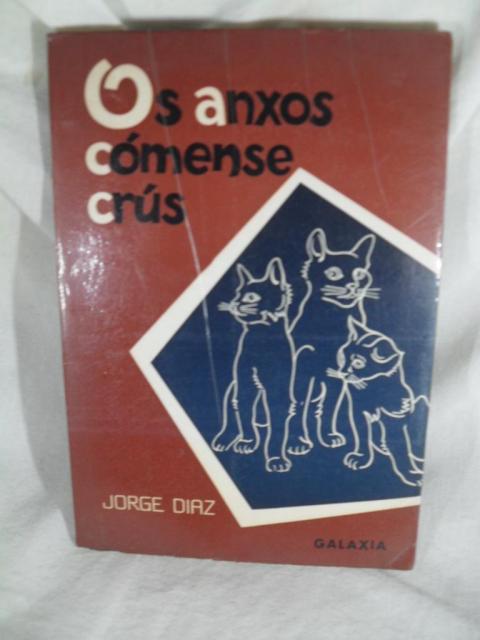 Os anxos
cómense
crús
JORGE DIAZ
GALAXIA